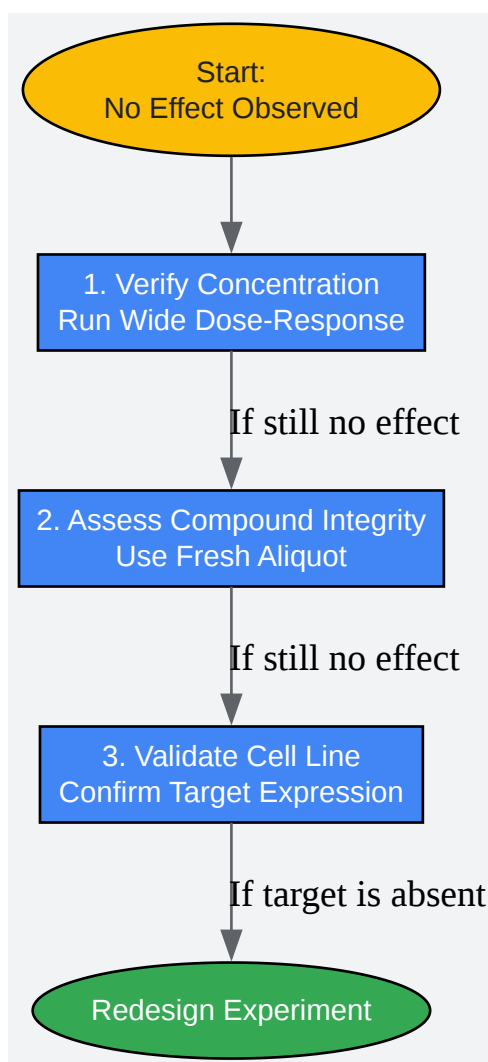 Start:
No Effect Observed
1. Verify Concentration
Run Wide Dose-Response
If still no effect
2. Assess Compound Integrity
Use Fresh Aliquot
If still no effect
3. Validate Cell Line
Confirm Target Expression
If target is absent
Redesign Experiment